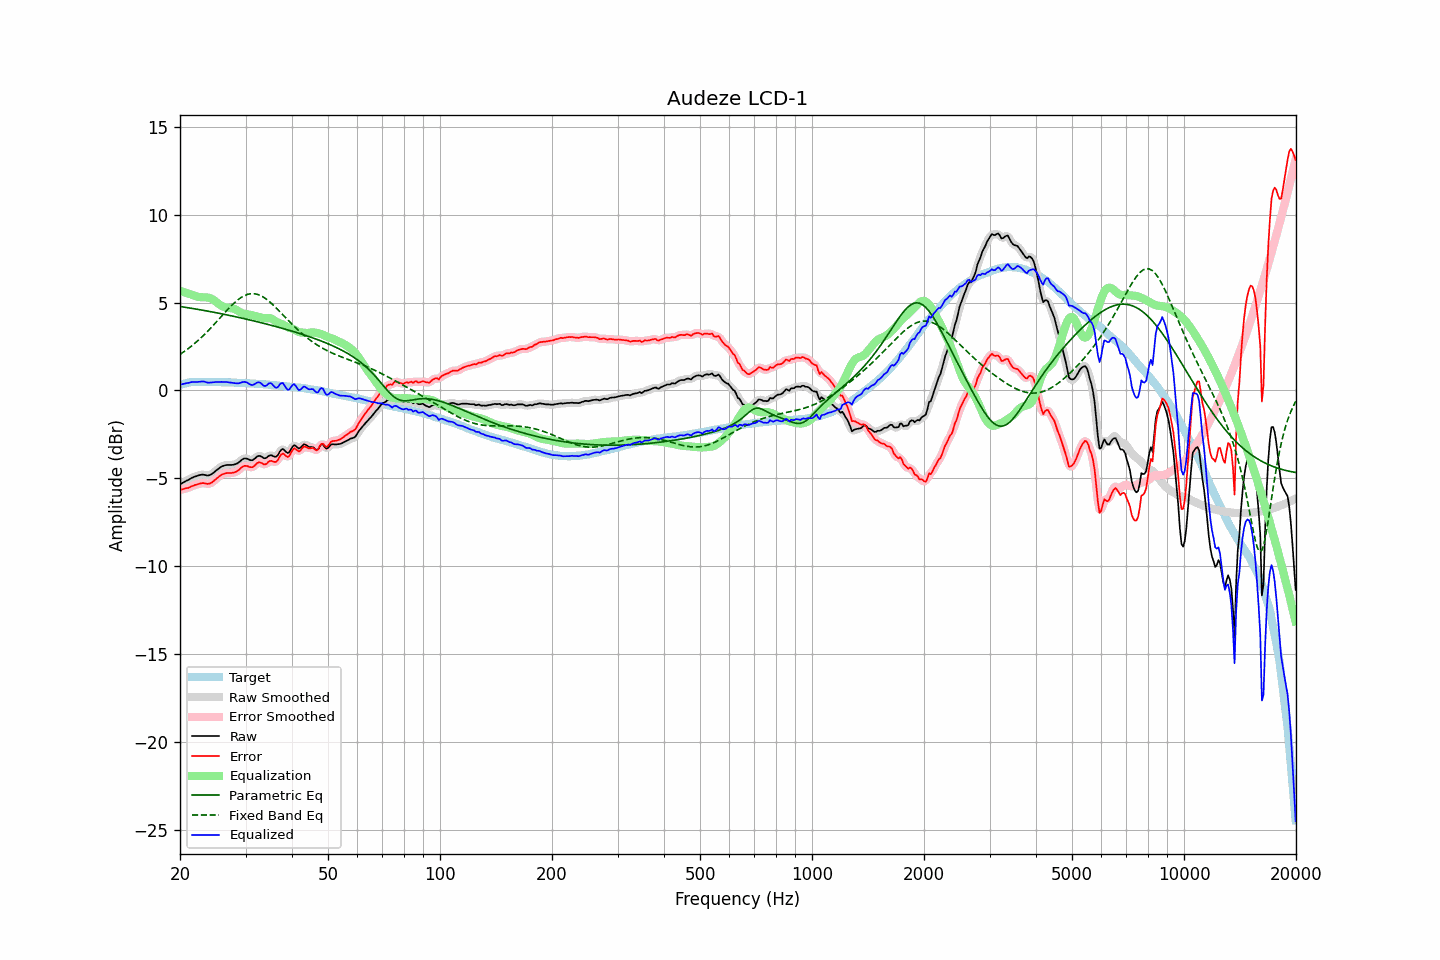 Audeze LCD-1
Amplitude (dBr)
15
10
5
0
−5
−10
−15
−20
−25
Target
Raw Smoothed
Error Smoothed
Raw
Error
Equalization
Parametric Eq
Fixed Band Eq
Equalized
20 50 100 200 500 1000 2000 5000 10000 20000
Frequency (Hz)